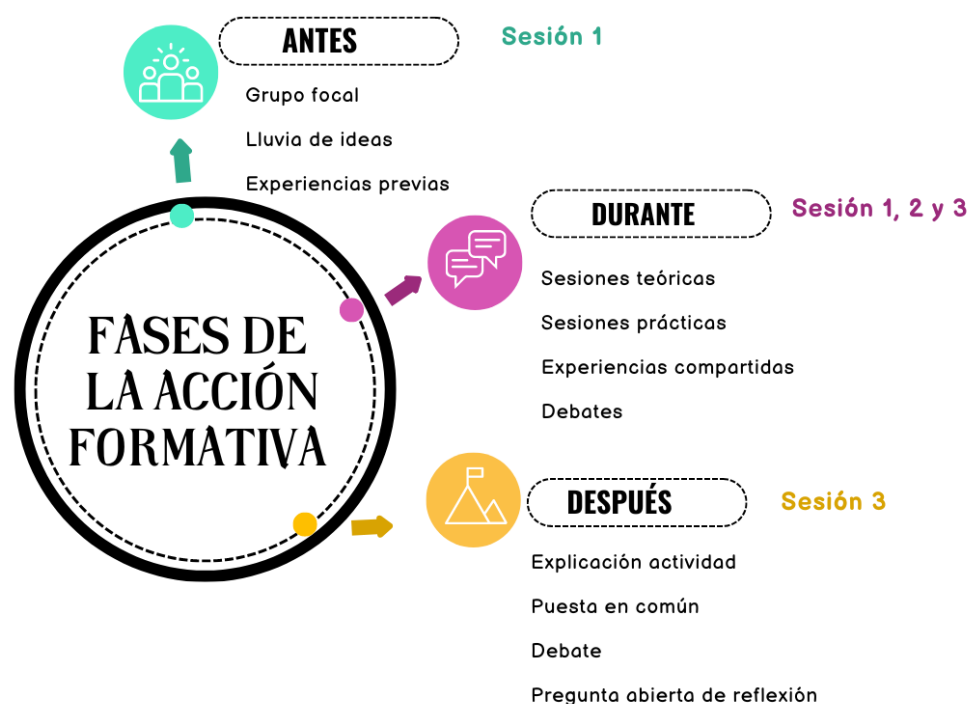 ANTES
Sesión 1
Grupo focal
Lluvia de ideas
Experiencias previas
DURANTE
Sesión 1, 2 y 3
Sesiones teóricas
Sesiones prácticas
Experiencias compartidas
Debates
FASES DE
LA ACCIÓN
FORMATIVA
DESPUÉS
Sesión 3
Explicación actividad
Puesta en común
Debate
Pregunta abierta de reflexión